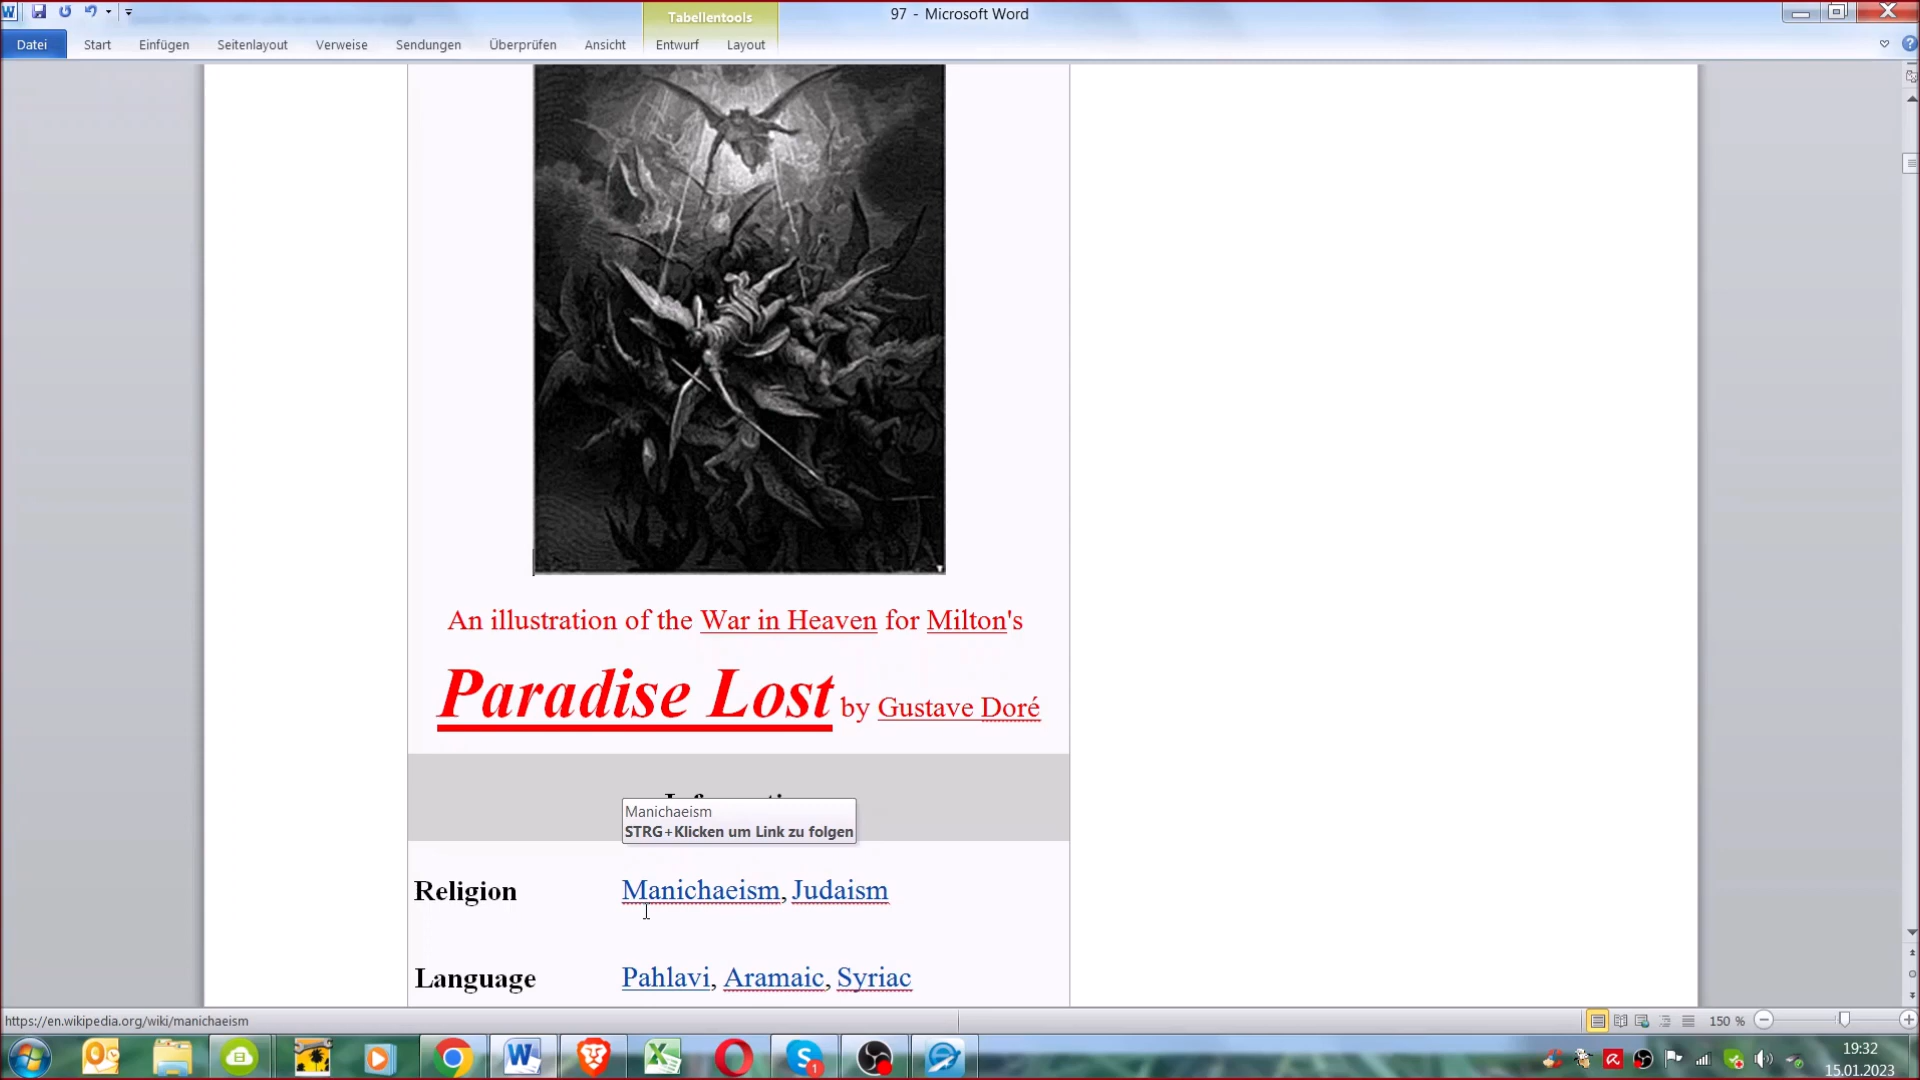 Tabellentools
97 - Microsoft Word
Datei Start Einfügen Seitenlayout Verweise Sendungen Überprüfen Ansicht Entwurf Layout
An illustration of the War in Heaven for Milton's
Paradise Lost by Gustave Doré
Manichaeism
STRG+Klicken um Link zu folgen
Religion Manichaeism, Judaism
Language Pahlavi, Aramaic, Syriac
https://en.wikipedia.org/wiki/manichaeism
150 %
19:32
15.01.2023